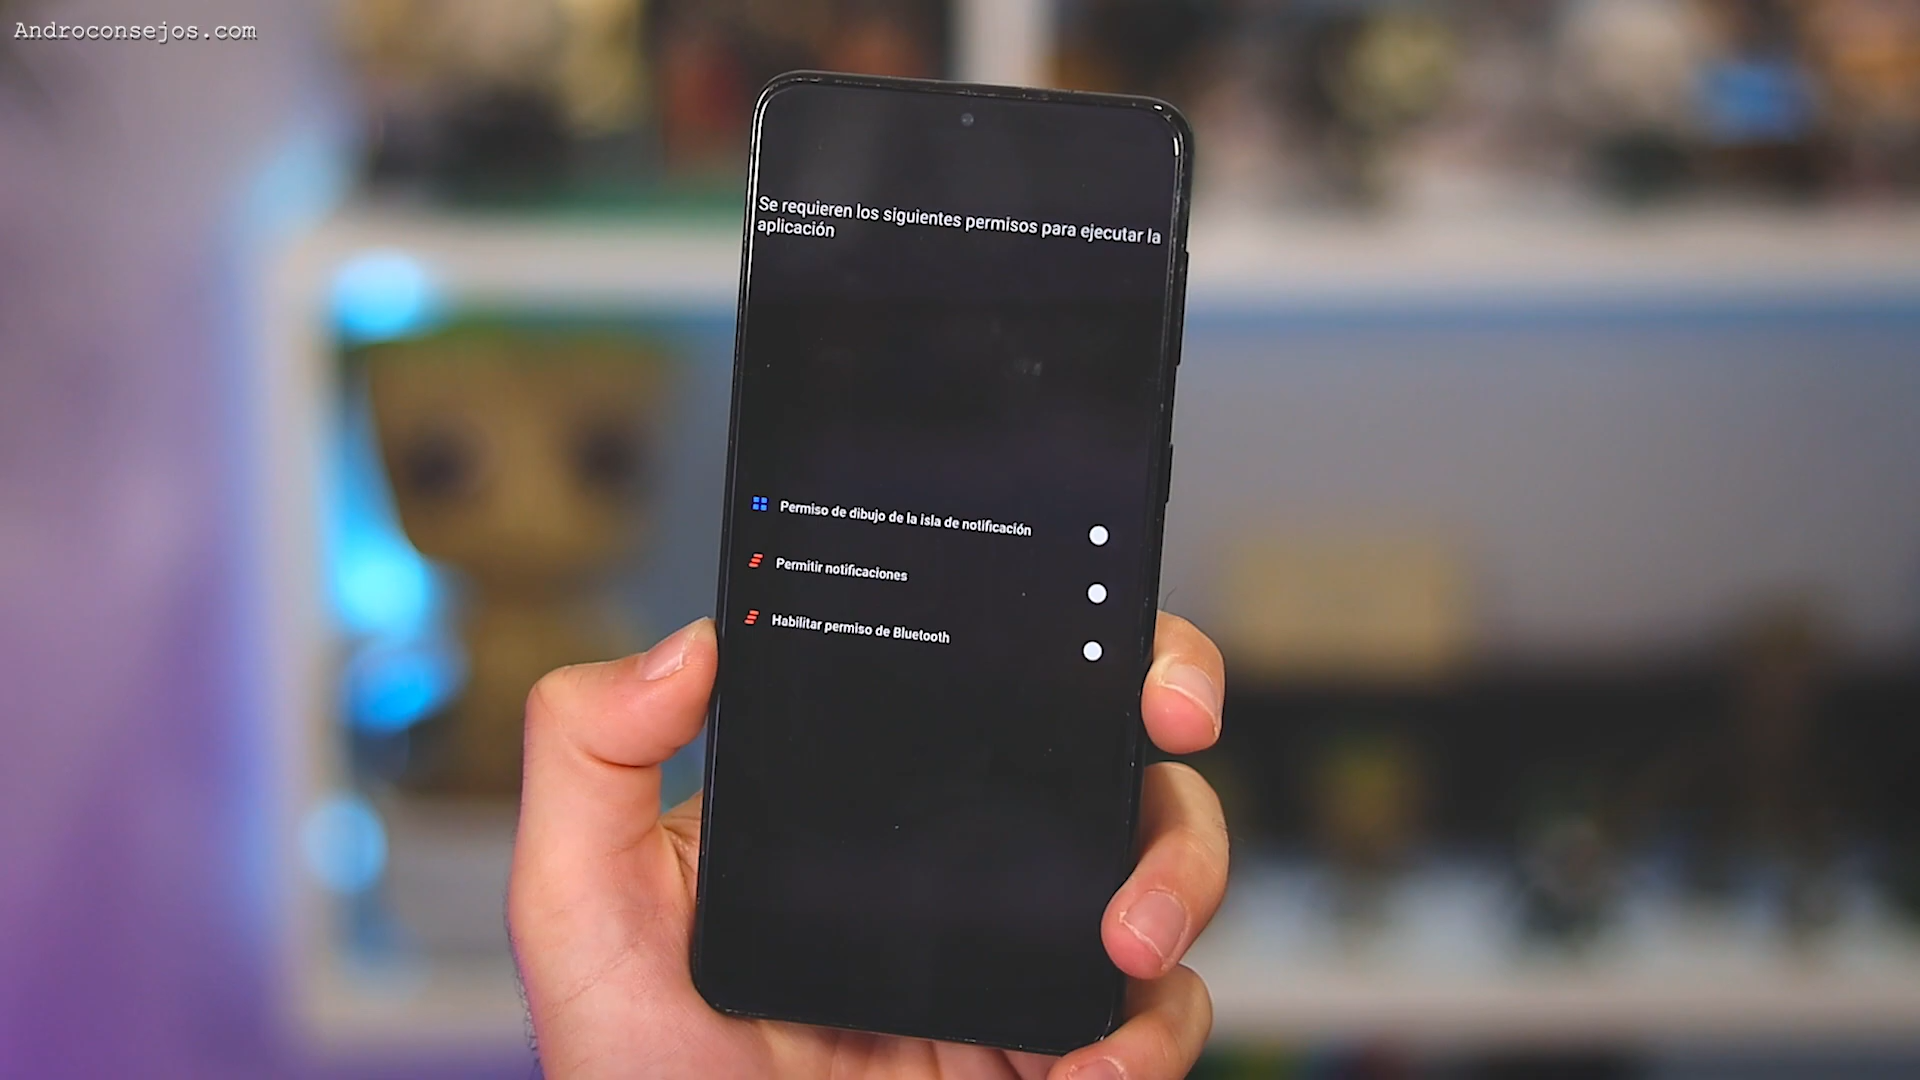 Androconsejos.com
Se requieren los siguientes permisos para ejecutar la
aplicación
Permiso de dibujo de la isla de notificación
Permitir notificaciones
Habilitar permiso de Bluetooth